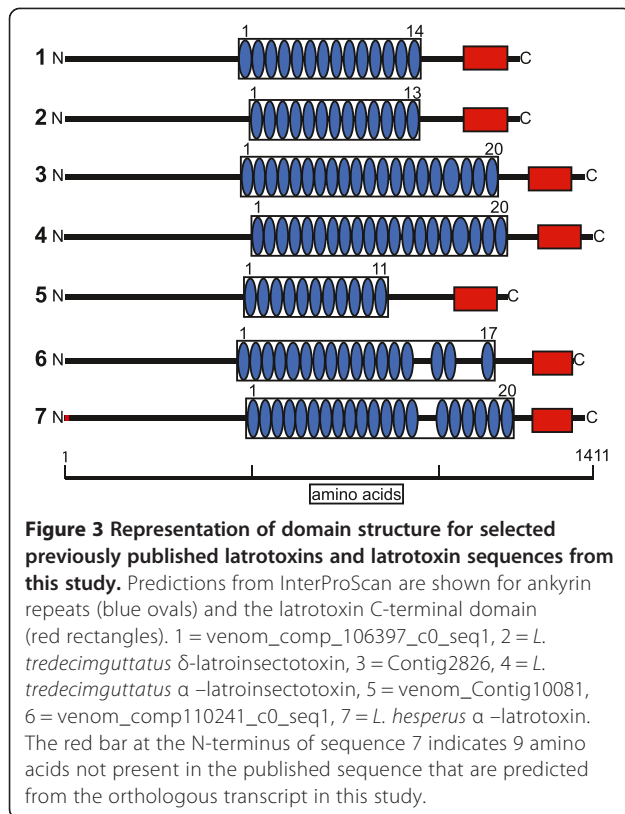 1 14
1 N C
1 13
2 N C
1 20
3 N C
1 20
4 N C
1 11
5 N C
1 17
6 N C
1 20
7 N C
1 1411
amino acids
Figure 3 Representation of domain structure for selected
previously published latrotoxins and latrotoxin sequences from
this study. Predictions from InterProScan are shown for ankyrin
repeats (blue ovals) and the latrotoxin C-terminal domain
(red rectangles). 1 = venom_comp_106397_c0_seq1, 2 = L.
tredecimguttatus δ-latroinsectotoxin, 3 = Contig2826, 4 = L.
tredecimguttatus α –latroinsectotoxin, 5 = venom_Contig10081,
6 = venom_comp110241_c0_seq1, 7 = L. hesperus α –latrotoxin.
The red bar at the N-terminus of sequence 7 indicates 9 amino
acids not present in the published sequence that are predicted
from the orthologous transcript in this study.